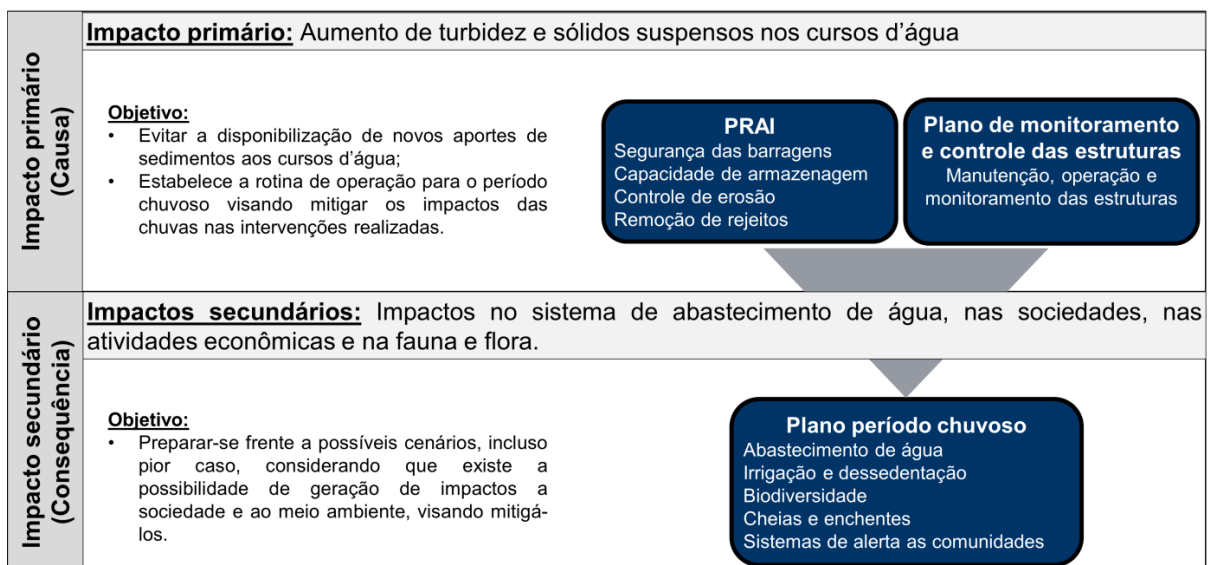 Impacto primário (Causa)
Impacto primário: Aumento de turbidez e sólidos suspensos nos cursos d’água
Objetivo:
• Evitar a disponibilização de novos aportes de
sedimentos aos cursos d’água;
• Estabelece a rotina de operação para o período
chuvoso visando mitigar os impactos das
chuvas nas intervenções realizadas.
PRAI
Segurança das barragens
Capacidade de armazenagem
Controle de erosão
Remoção de rejeitos
Plano de monitoramento
e controle das estruturas
Manutenção, operação e
monitoramento das estruturas
Impacto secundário
(Consequência)
Impactos secundários: Impactos no sistema de abastecimento de água, nas sociedades, nas
atividades econômicas e na fauna e flora.
Objetivo:
• Preparar-se frente a possíveis cenários, incluso
pior caso, considerando que existe a
possibilidade de geração de impactos a
sociedade e ao meio ambiente, visando mitigá-
los.
Plano período chuvoso
Abastecimento de água
Irrigação e dessedentação
Biodiversidade
Cheias e enchentes
Sistemas de alerta as comunidades